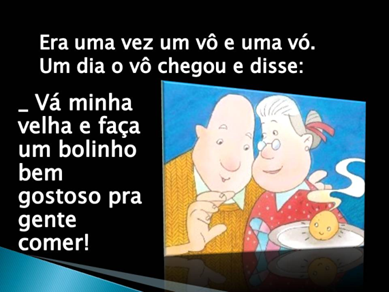 Era uma vez um vô e uma vó.
Um dia o vô chegou e disse:
_ Vá minha
velha e faça
um bolinho
bem
gostoso pra
gente
comer!